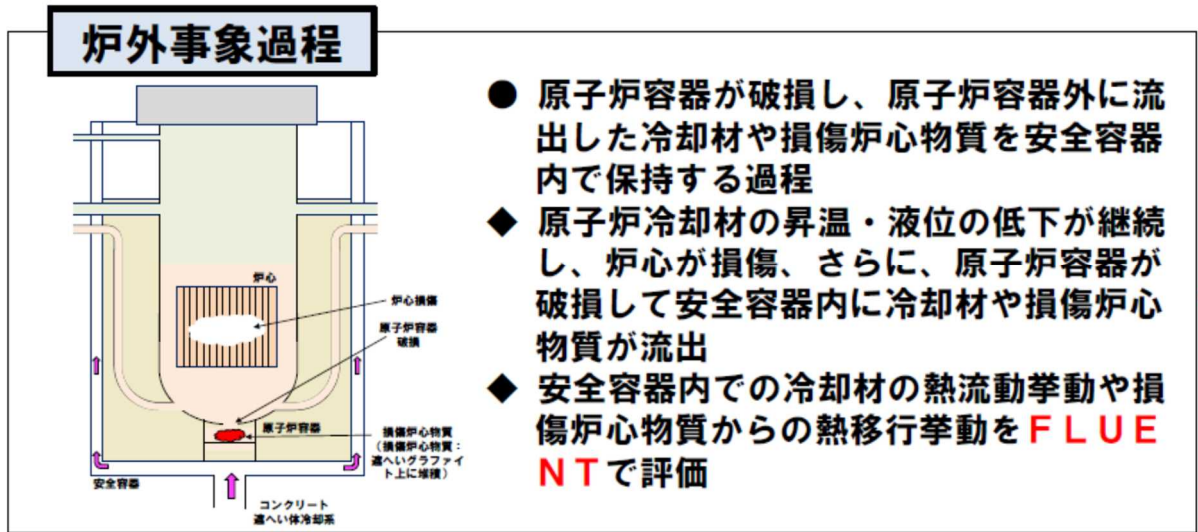 炉外事象過程
● 原子炉容器が破損し、原子炉容器外に流
出した冷却材や損傷炉心物質を安全容器
内で保持する過程
◆ 原子炉冷却材の昇温・液位の低下が継続
し、炉心が損傷、さらに、原子炉容器が
破損して安全容器内に冷却材や損傷炉心
物質が流出
◆ 安全容器内での冷却材の熱流動挙動や損
傷炉心物質からの熱移行挙動をＦＬＵＥ
ＮＴで評価
炉心
炉心損傷
原子炉容器
破損
原子炉容器
損傷炉心物質
（損傷炉心物質：
遮へいグラファイ
ト上に堆積）
安全容器
コンクリート
遮へい体冷却系